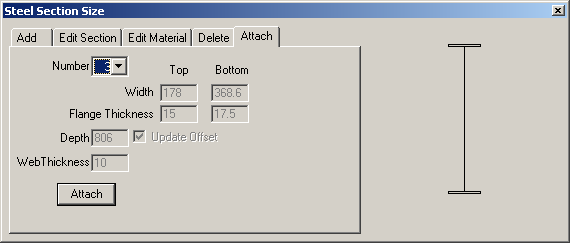 Steel Section Size
Add Edit Section Edit Material Delete Attach
Number 3 Top Bottom
Width 178 368.6
Flange Thickness 15 17.5
Depth 806 Update Offset
WebThickness 10
Attach